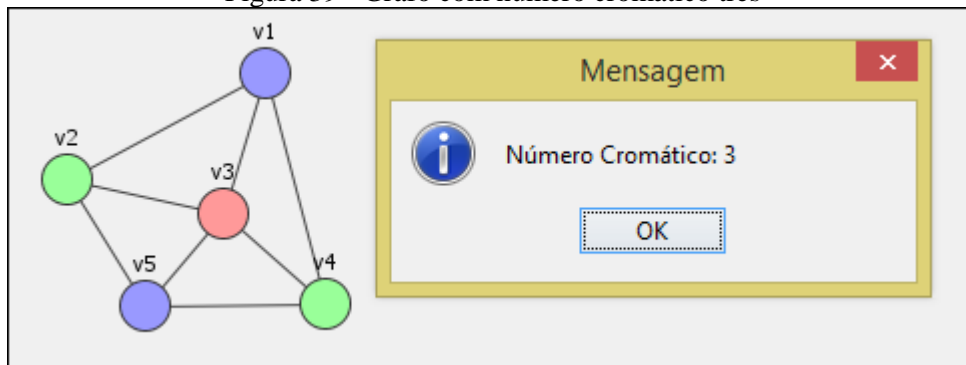 Figura 39 - Grafo com número cromático três
v1
v2
v3
v4
v5
Mensagem
Número Cromático: 3
OK